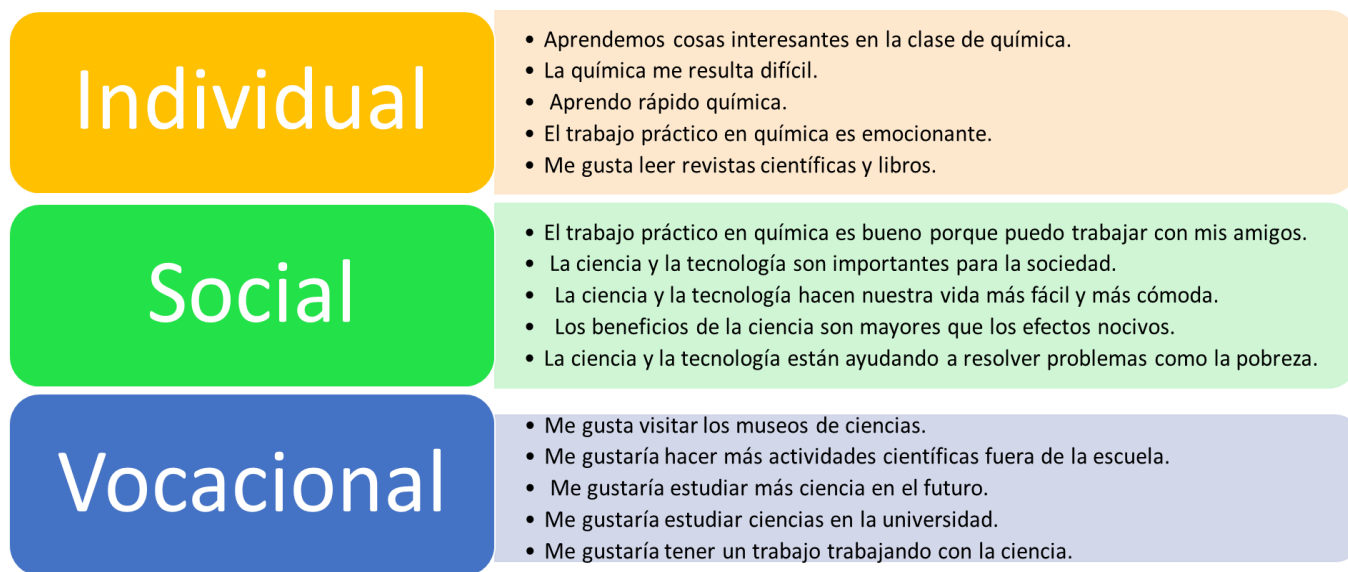 Individual
• Aprendemos cosas interesantes en la clase de química.
• La química me resulta difícil.
• Aprendo rápido química.
• El trabajo práctico en química es emocionante.
• Me gusta leer revistas científicas y libros.
Social
• El trabajo práctico en química es bueno porque puedo trabajar con mis amigos.
• La ciencia y la tecnología son importantes para la sociedad.
• La ciencia y la tecnología hacen nuestra vida más fácil y más cómoda.
• Los beneficios de la ciencia son mayores que los efectos nocivos.
• La ciencia y la tecnología están ayudando a resolver problemas como la pobreza.
Vocacional
• Me gusta visitar los museos de ciencias.
• Me gustaría hacer más actividades científicas fuera de la escuela.
• Me gustaría estudiar más ciencia en el futuro.
• Me gustaría estudiar ciencias en la universidad.
• Me gustaría tener un trabajo trabajando con la ciencia.